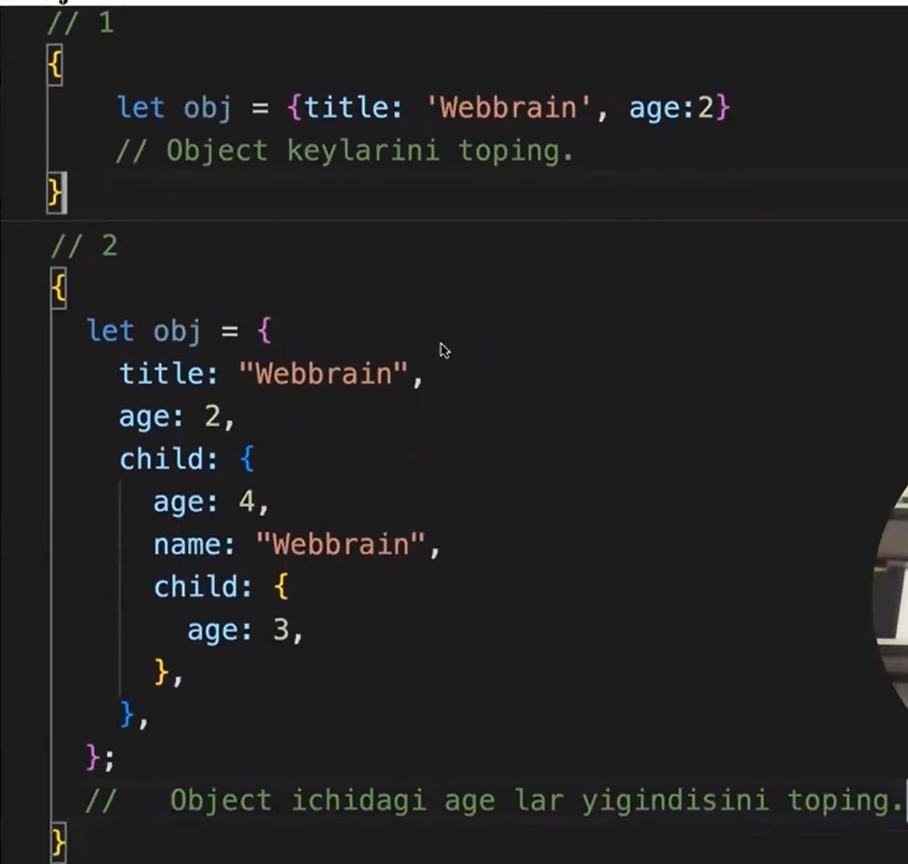 // 1
{
let obj = {title: 'Webbrain', age:2}
// Object keylarini toping.
}
// 2
{
let obj = {
title: "Webbrain",
age: 2,
child: {
age: 4,
name: "Webbrain",
child: {
age: 3,
},
},
};
// Object ichidagi age lar yigindisini toping.
}